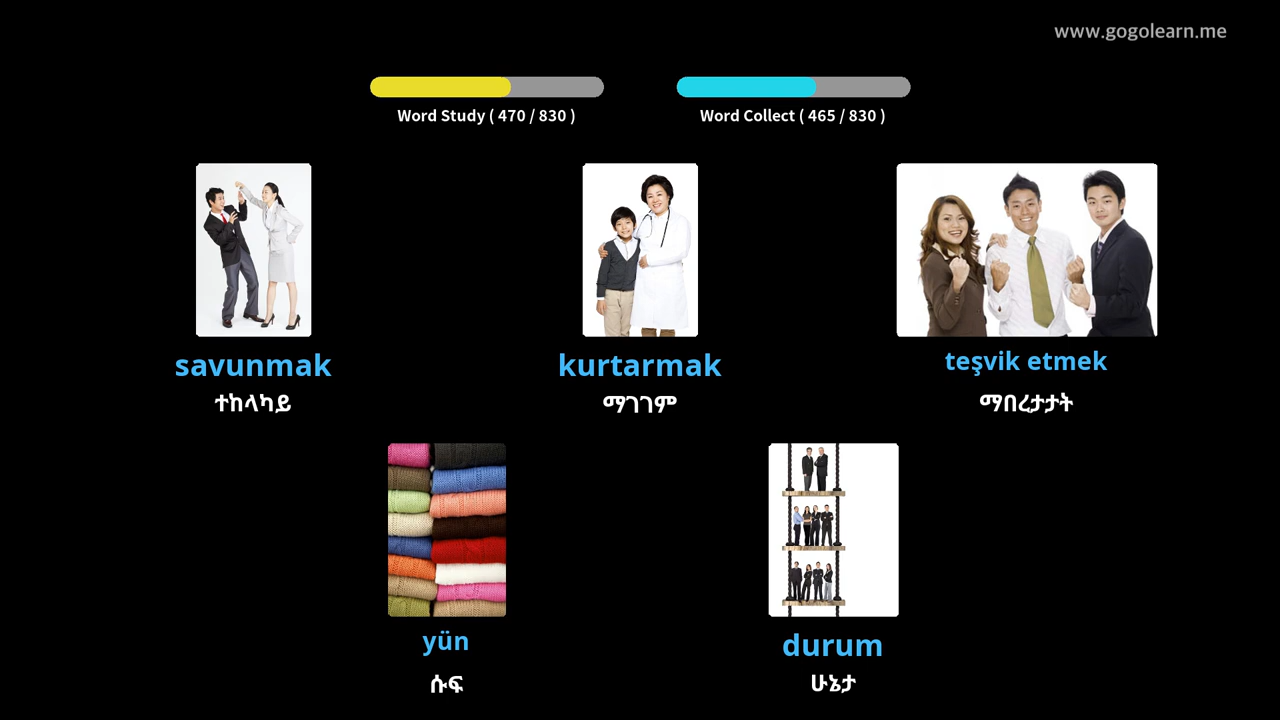 www.gogolearn.me
Word Study ( 470 / 830 )
Word Collect ( 465 / 830 )
savunmak
ተከላካይ
kurtarmak
ማገገም
teşvik etmek
ማበረታታት
yün
ሱፍ
durum
ሁኔታ